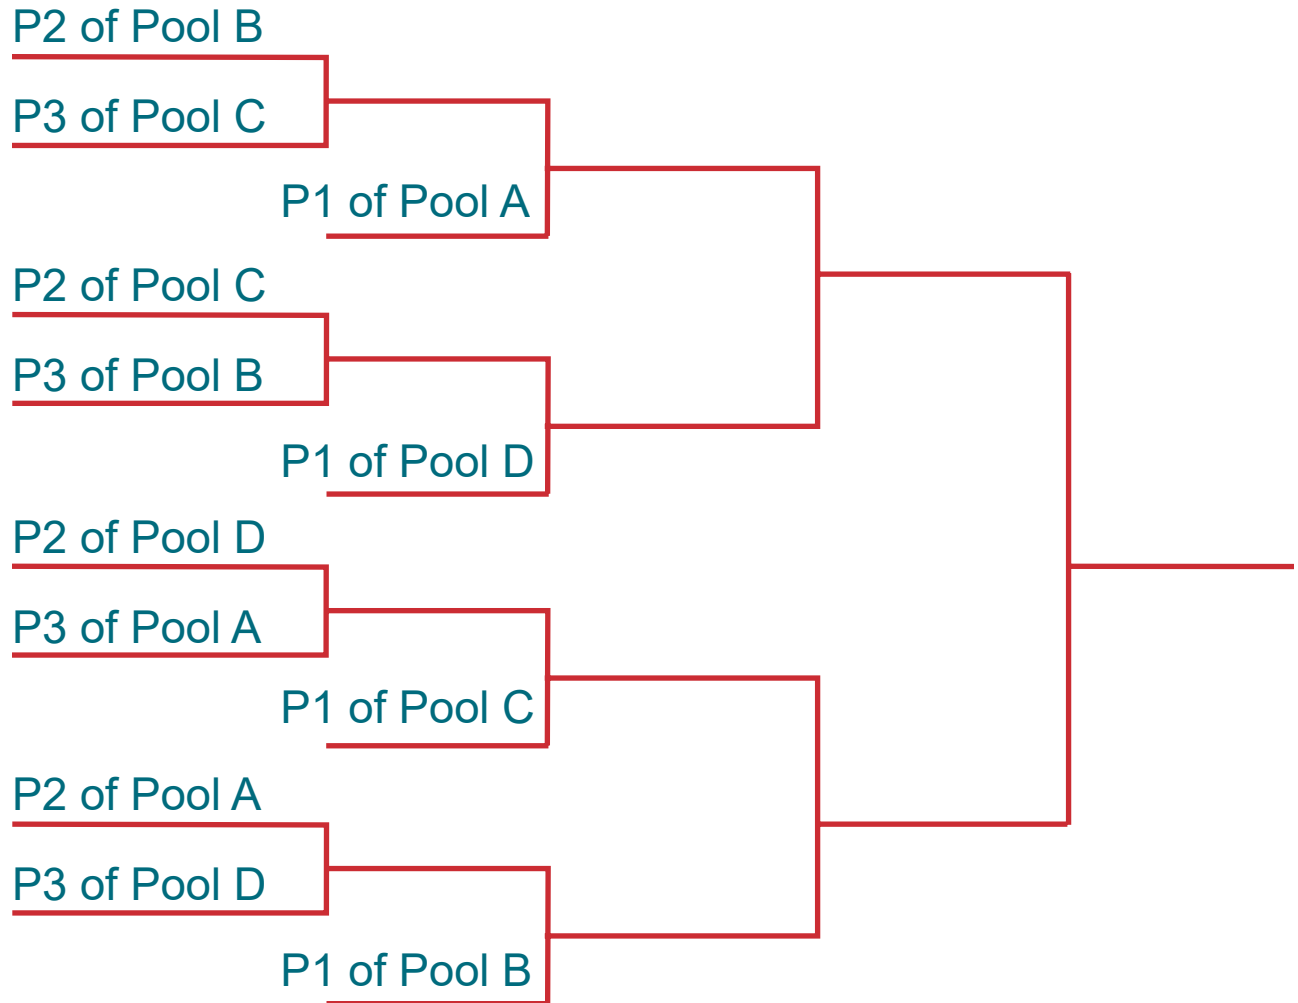 P2 of Pool B
P3 of Pool C
P1 of Pool A
P2 of Pool C
P3 of Pool B
P1 of Pool D
P2 of Pool D
P3 of Pool A
P1 of Pool C
P2 of Pool A
P3 of Pool D
P1 of Pool B